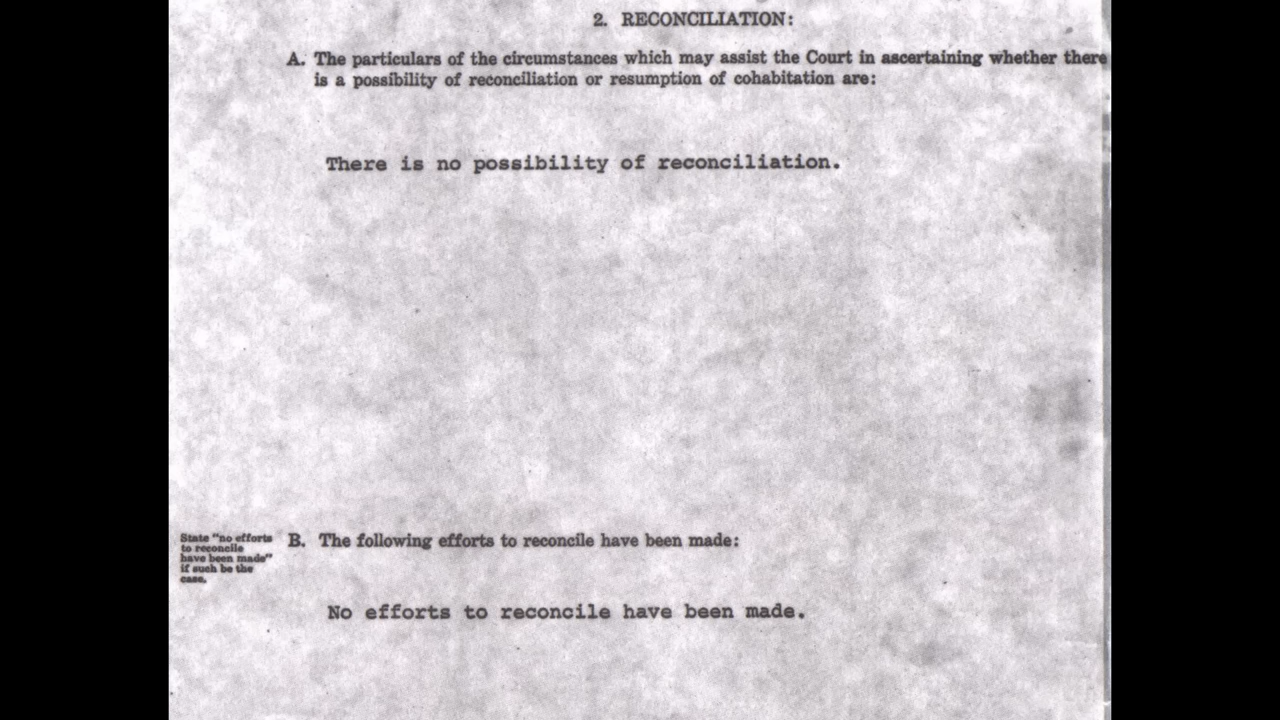 2. RECONCILIATION:
A. The particulars of the circumstances which may assist the Court in ascertaining whether there
is a possibility of reconciliation or resumption of cohabitation are:
There is no possibility of reconciliation.
State "no efforts
to reconcile
have been made"
if such be the
case.
B. The following efforts to reconcile have been made:
No efforts to reconcile have been made.